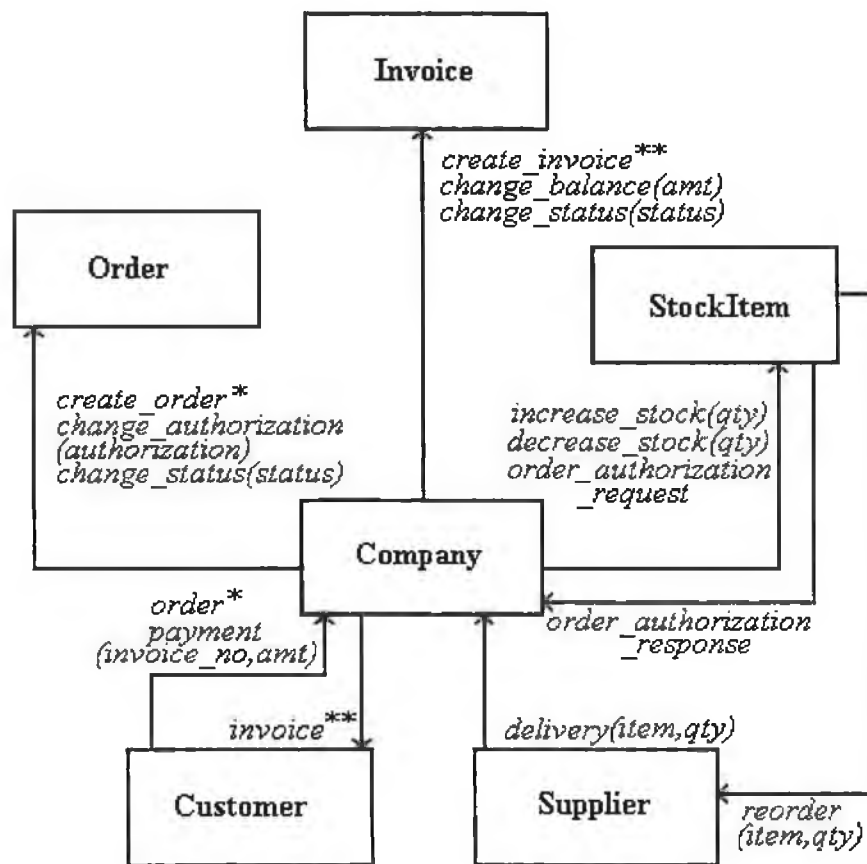 Invoice
create_invoice**
change_balance(amt)
change_status(status)
Order
StockItem
create_order*
change_authorization
(authorization)
change_status(status)
increase_stock(qty)
decrease_stock(qty)
order_authorization
_request
Company
order*
payment
(invoice_no,amt)
order_authorization
_response
invoice**
delivery(item,qty)
Customer
Supplier
reorder
(item,qty)